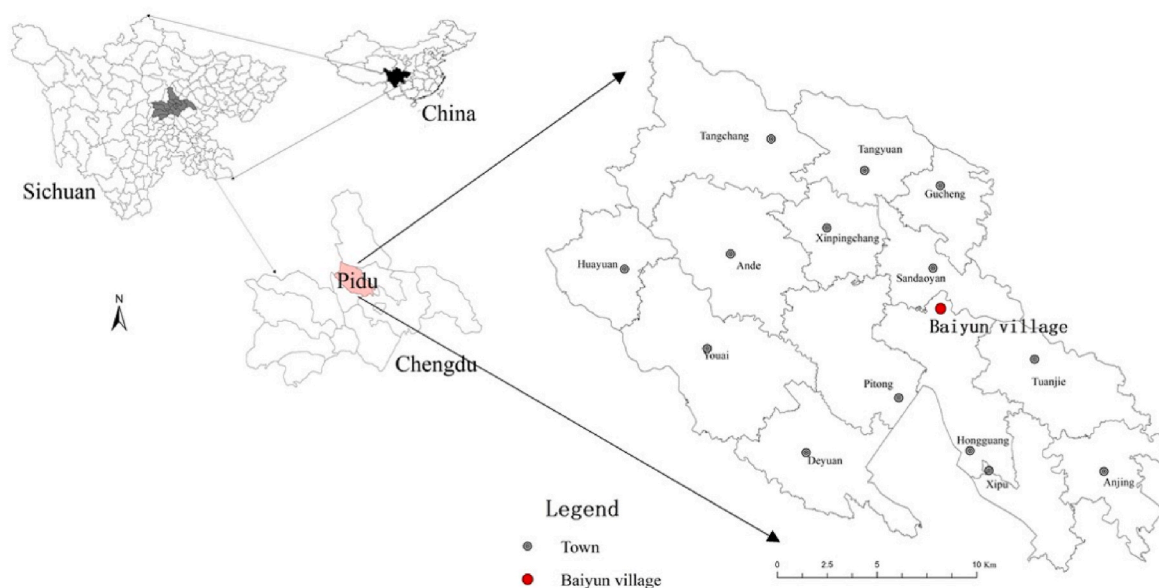 China
Sichuan
Tangchang
Tangyuan
Gucheng
Xinpingchang
Huayuan
Ande
Sandaoyan
Pidu
N
Baiyun village
Youai
Tuanjie
Chengdu
Pitong
Hongguang
Deyuan
Xipu
Anjing
Legend
Town
Baiyun village
0 2.5 5 10 Km